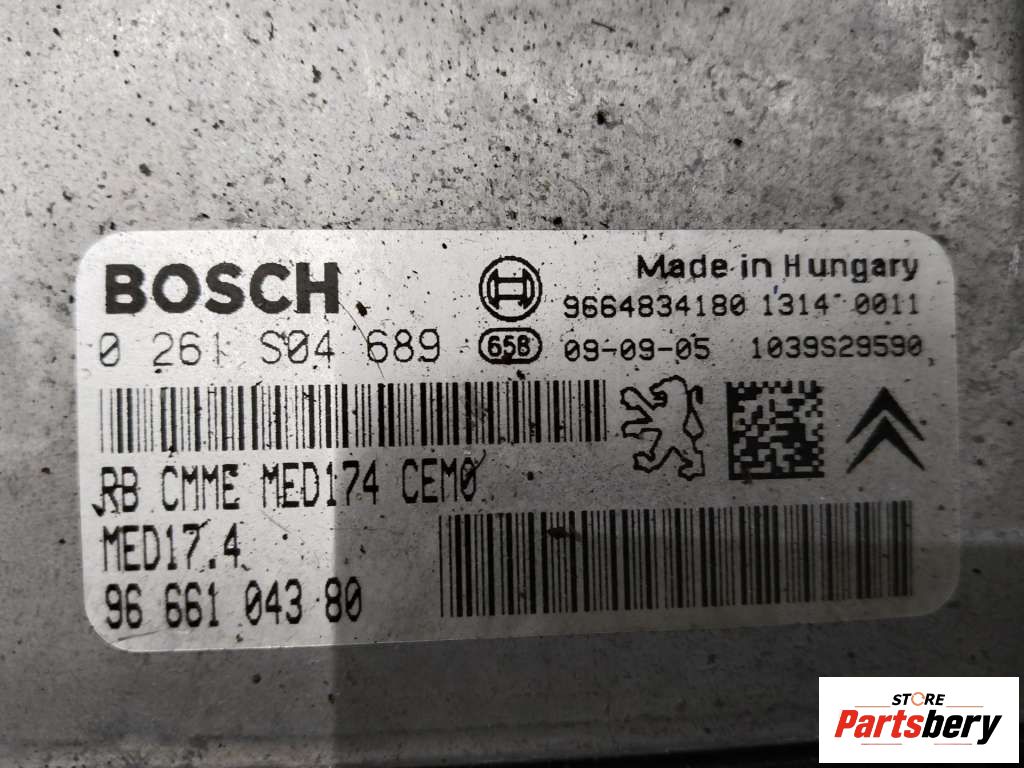 BOSCH
Made in Hungary
9664834180 1314 0011
0 261 S04 689
65B
09-09-05
1039S29590
RB CMME MED174 CEM0
MED17.4
96 661 043 80
STORE
Partsbery